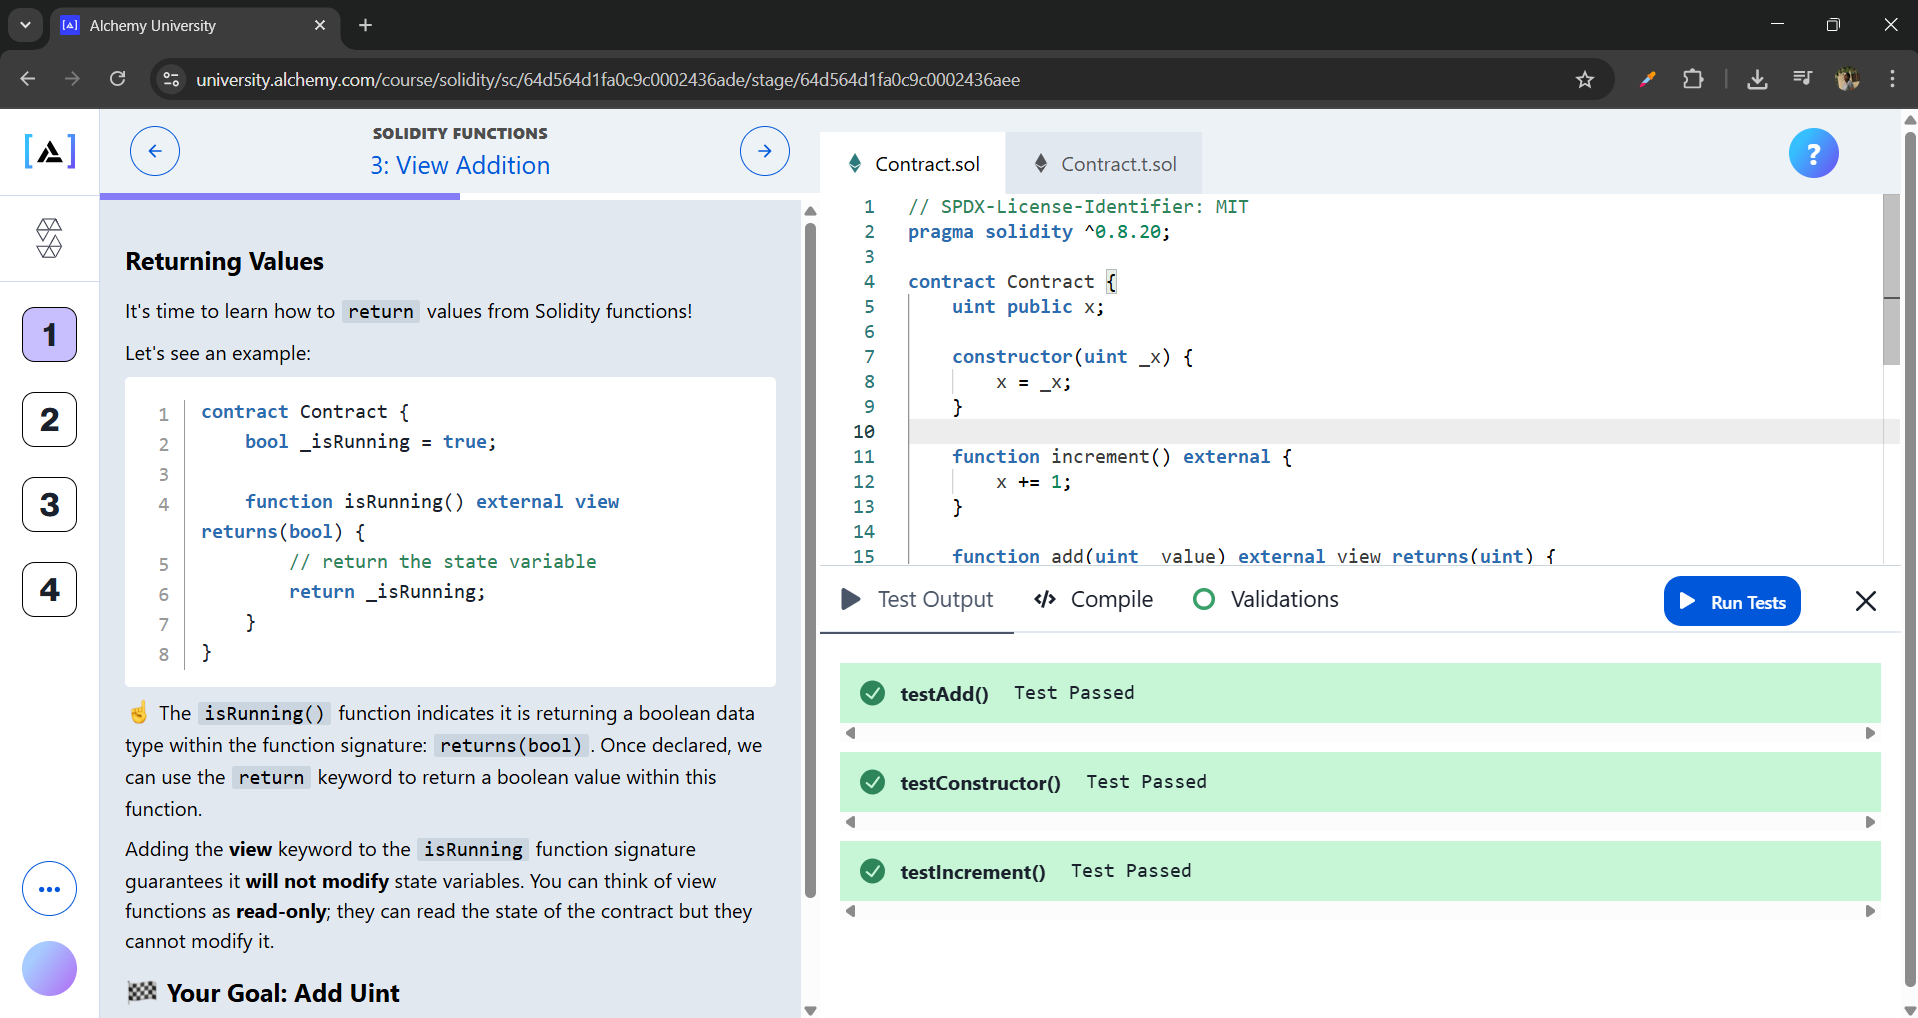 Alchemy University
university.alchemy.com/course/solidity/sc/64d564d1fa0c9c0002436ade/stage/64d564d1fa0c9c0002436aee
SOLIDITY FUNCTIONS
3: View Addition
1
2
3
4
Returning Values
It's time to learn how to return values from Solidity functions!
Let's see an example:
1 contract Contract {
2 bool _isRunning = true;
3
4 function isRunning() external view
returns(bool) {
5 // return the state variable
6 return _isRunning;
7 }
8 }
☝ The isRunning() function indicates it is returning a boolean data
type within the function signature: returns(bool) . Once declared, we
can use the return keyword to return a boolean value within this
function.
Adding the view keyword to the isRunning function signature
guarantees it will not modify state variables. You can think of view
functions as read-only; they can read the state of the contract but they
cannot modify it.
🏁 Your Goal: Add Uint
Contract.sol
Contract.t.sol
?
1 // SPDX-License-Identifier: MIT
2 pragma solidity ^0.8.20;
3
4 contract Contract {
5 uint public x;
6
7 constructor(uint _x) {
8 x = _x;
9 }
10
11 function increment() external {
12 x += 1;
13 }
14
15 function add(uint _value) external view returns(uint) {
Test Output
Compile
Validations
Run Tests
testAdd() Test Passed
testConstructor() Test Passed
testIncrement() Test Passed